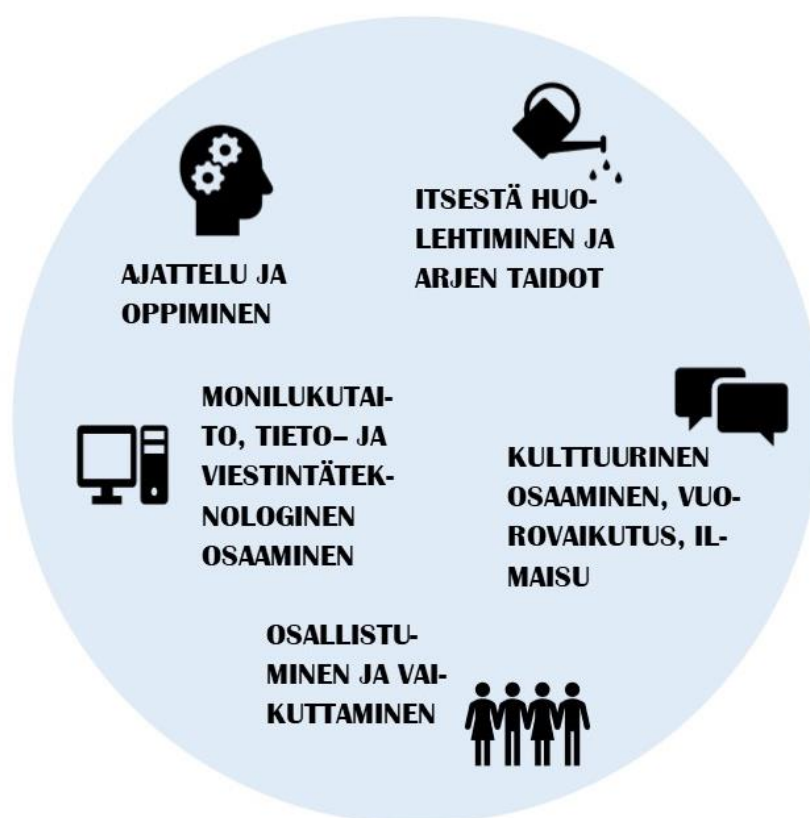 AJATTELU JA
OPPIMINEN
ITSESTÄ HUO-
LEHTIMINEN JA
ARJEN TAIDOT
MONILUKUTAI-
TO, TIETO– JA
VIESTINTÄTEK-
NOLOGINEN
OSAAMINEN
KULTTUURINEN
OSAAMINEN, VUO-
ROVAIKUTUS, IL-
MAISU
OSALLISTU-
MINEN JA VAI-
KUTTAMINEN